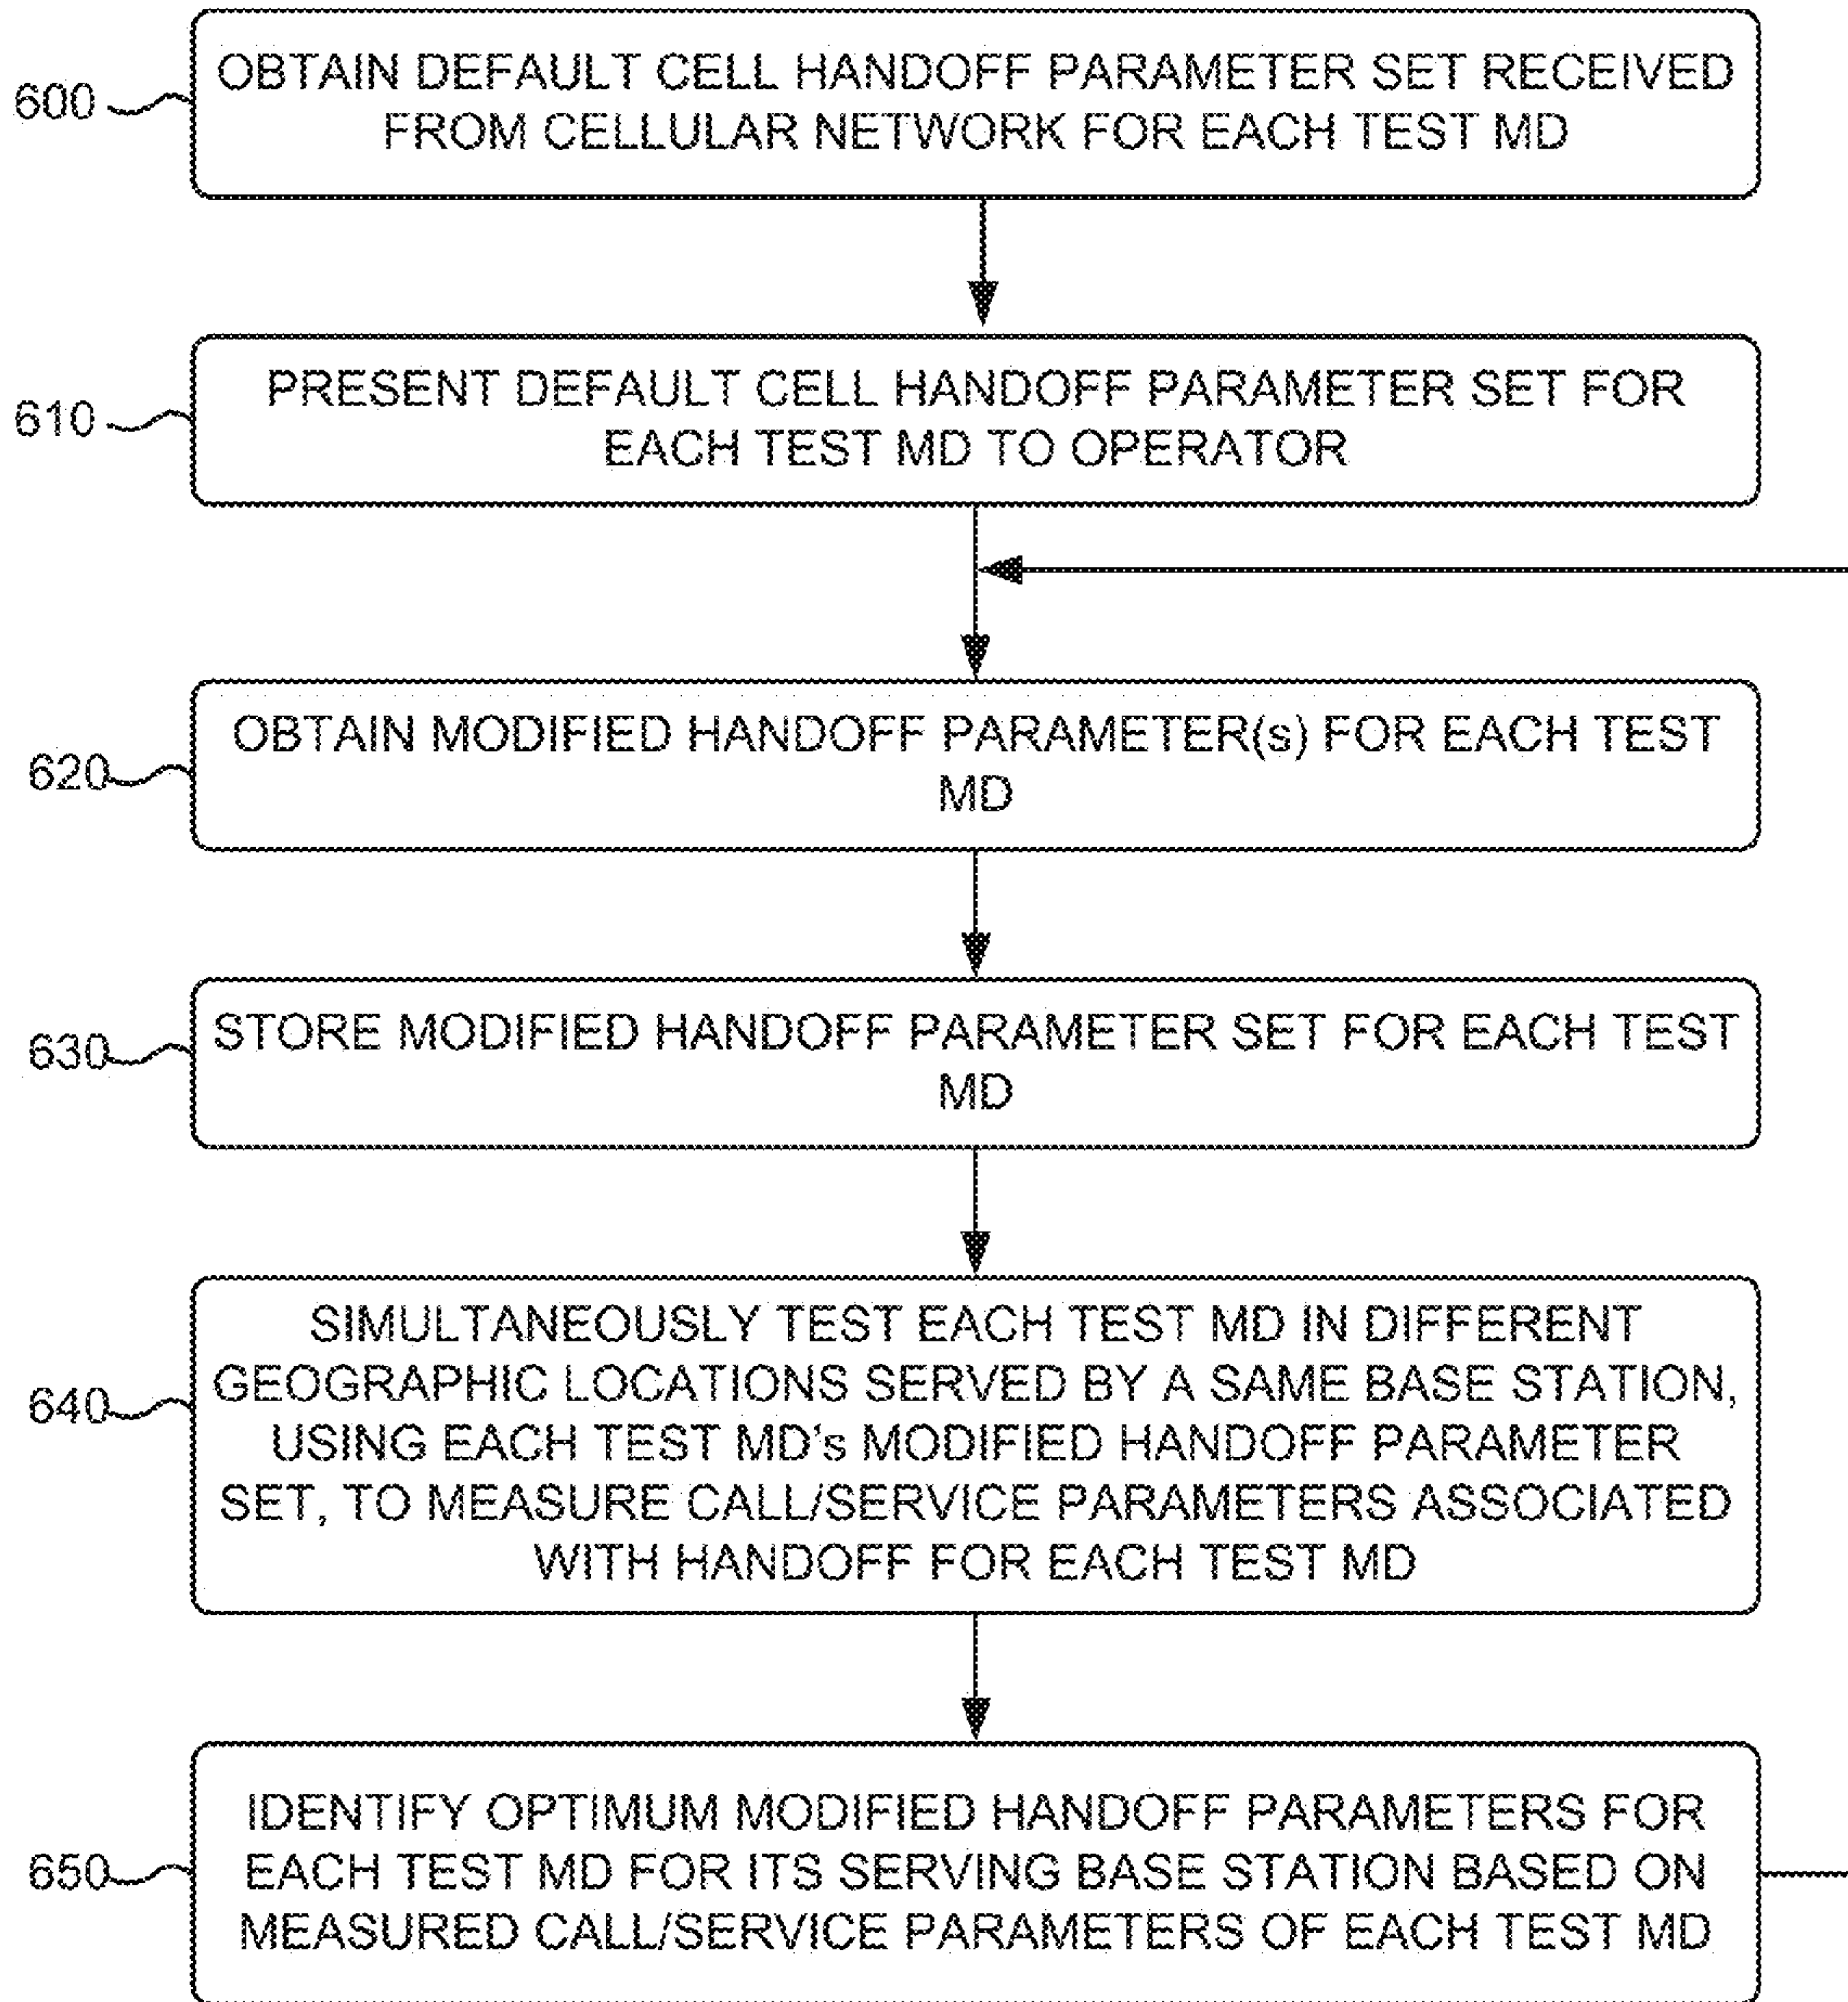 600
OBTAIN DEFAULT CELL HANDOFF PARAMETER SET RECEIVED
FROM CELLULAR NETWORK FOR EACH TEST MD
610
PRESENT DEFAULT CELL HANDOFF PARAMETER SET FOR
EACH TEST MD TO OPERATOR
620
OBTAIN MODIFIED HANDOFF PARAMETER(s) FOR EACH TEST
MD
630
STORE MODIFIED HANDOFF PARAMETER SET FOR EACH TEST
MD
640
SIMULTANEOUSLY TEST EACH TEST MD IN DIFFERENT
GEOGRAPHIC LOCATIONS SERVED BY A SAME BASE STATION,
USING EACH TEST MD's MODIFIED HANDOFF PARAMETER
SET, TO MEASURE CALL/SERVICE PARAMETERS ASSOCIATED
WITH HANDOFF FOR EACH TEST MD
650
IDENTIFY OPTIMUM MODIFIED HANDOFF PARAMETERS FOR
EACH TEST MD FOR ITS SERVING BASE STATION BASED ON
MEASURED CALL/SERVICE PARAMETERS OF EACH TEST MD